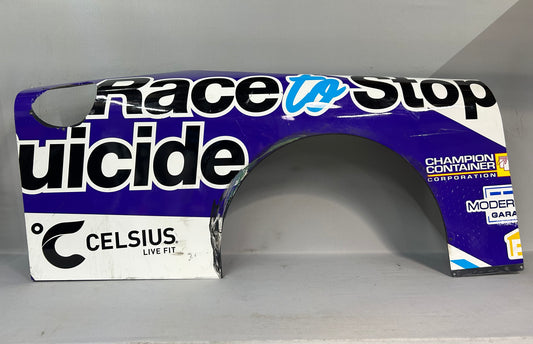 Race to Stop
uicide
CHAMPION
CONTAINER
CORPORATION
MODER
GARA
CELSIUS
LIVE FIT